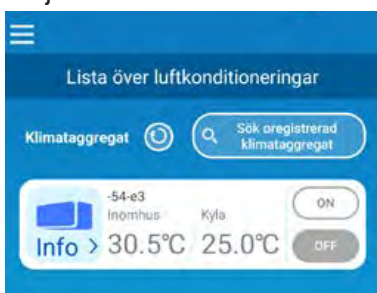 Lista över luftkonditioneringar
Klimataggregat
Sök oregistrerad
klimataggregat
-54-e3
Inomhus Kyla
Info > 30.5°C 25.0°C
ON
OFF